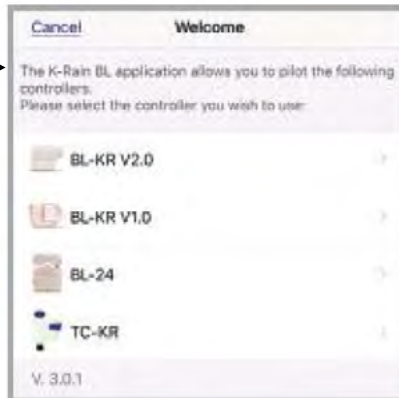 Cancel Welcome
The K-Rain BL application allows you to pilot the following
controllers.
Please select the controller you wish to use:
BL-KR V2.0
BL-KR V1.0
BL-24
TC-KR
V. 3.0.1